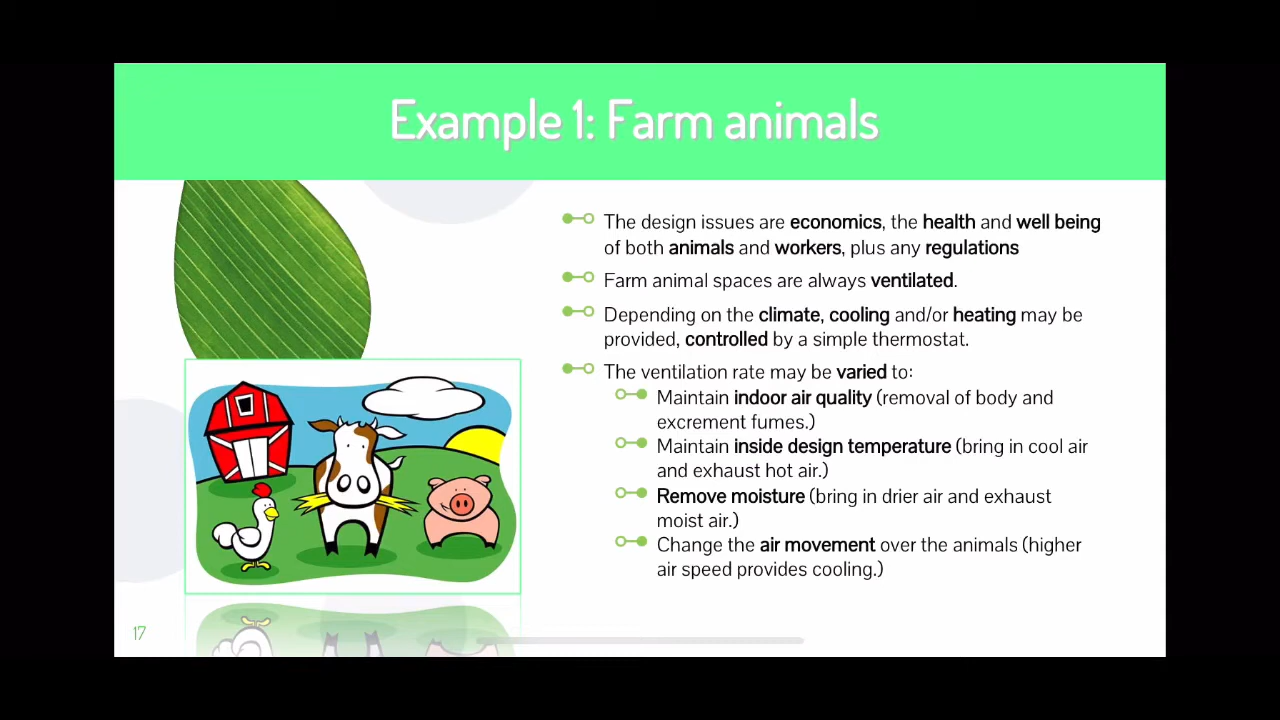 Example 1: Farm animals
The design issues are economics, the health and well being
of both animals and workers, plus any regulations
Farm animal spaces are always ventilated.
Depending on the climate, cooling and/or heating may be
provided, controlled by a simple thermostat.
The ventilation rate may be varied to:
Maintain indoor air quality (removal of body and
excrement fumes.)
Maintain inside design temperature (bring in cool air
and exhaust hot air.)
Remove moisture (bring in drier air and exhaust
moist air.)
Change the air movement over the animals (higher
air speed provides cooling.)
17